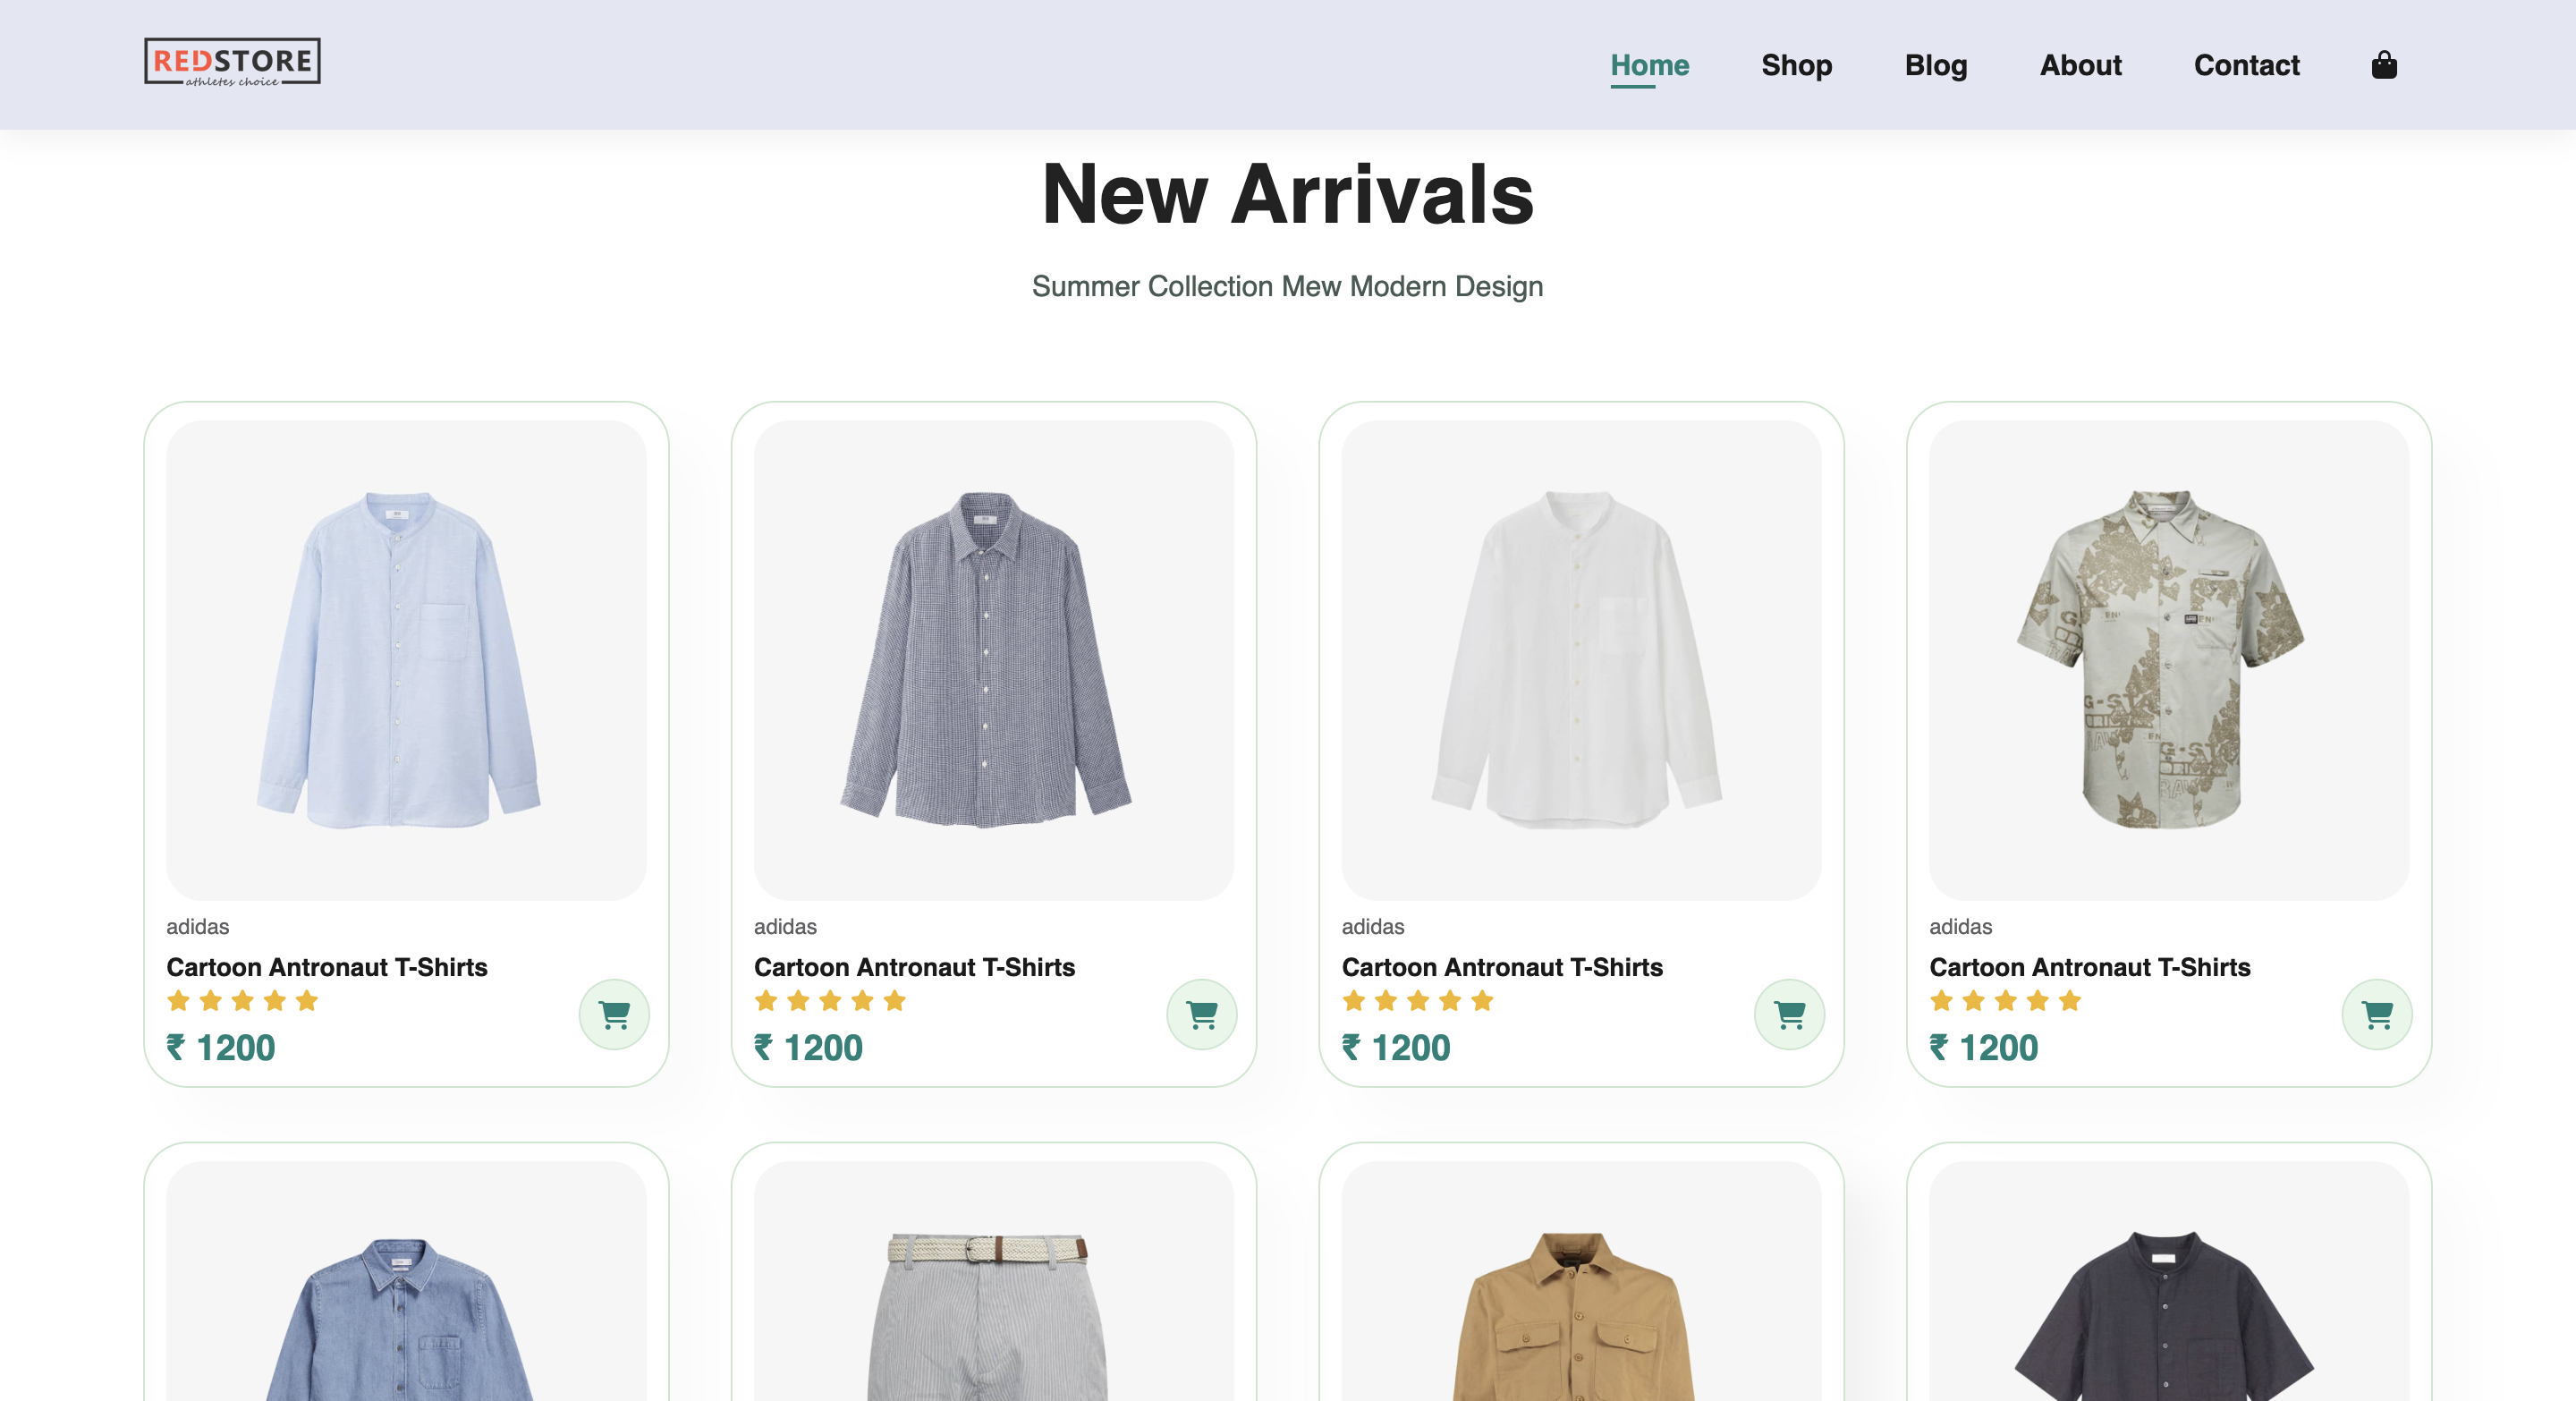 REDSTORE
athletes choice
Home Shop Blog About Contact
New Arrivals
Summer Collection Mew Modern Design
adidas
Cartoon Antronaut T-Shirts
₹ 1200
adidas
Cartoon Antronaut T-Shirts
₹ 1200
adidas
Cartoon Antronaut T-Shirts
₹ 1200
adidas
Cartoon Antronaut T-Shirts
₹ 1200